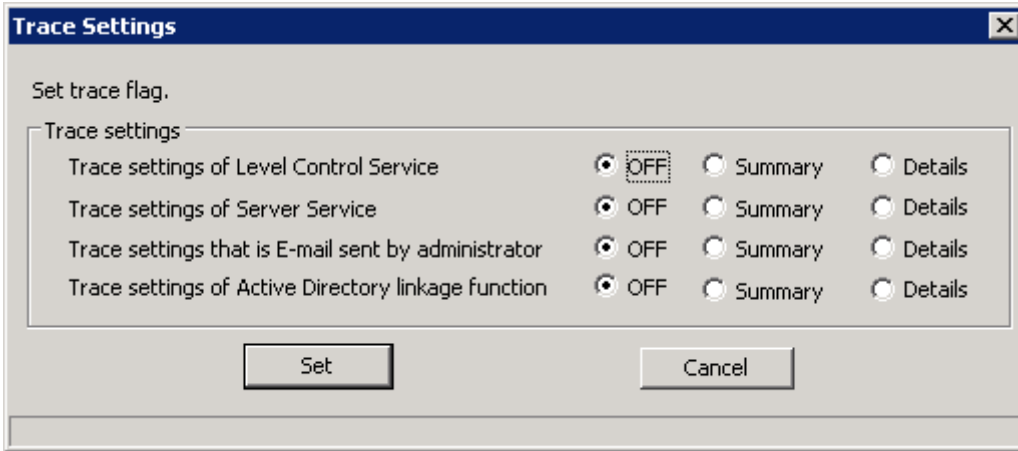 Trace Settings
Set trace flag.
Trace settings
Trace settings of Level Control Service OFF Summary Details
Trace settings of Server Service OFF Summary Details
Trace settings that is E-mail sent by administrator OFF Summary Details
Trace settings of Active Directory linkage function OFF Summary Details
Set Cancel